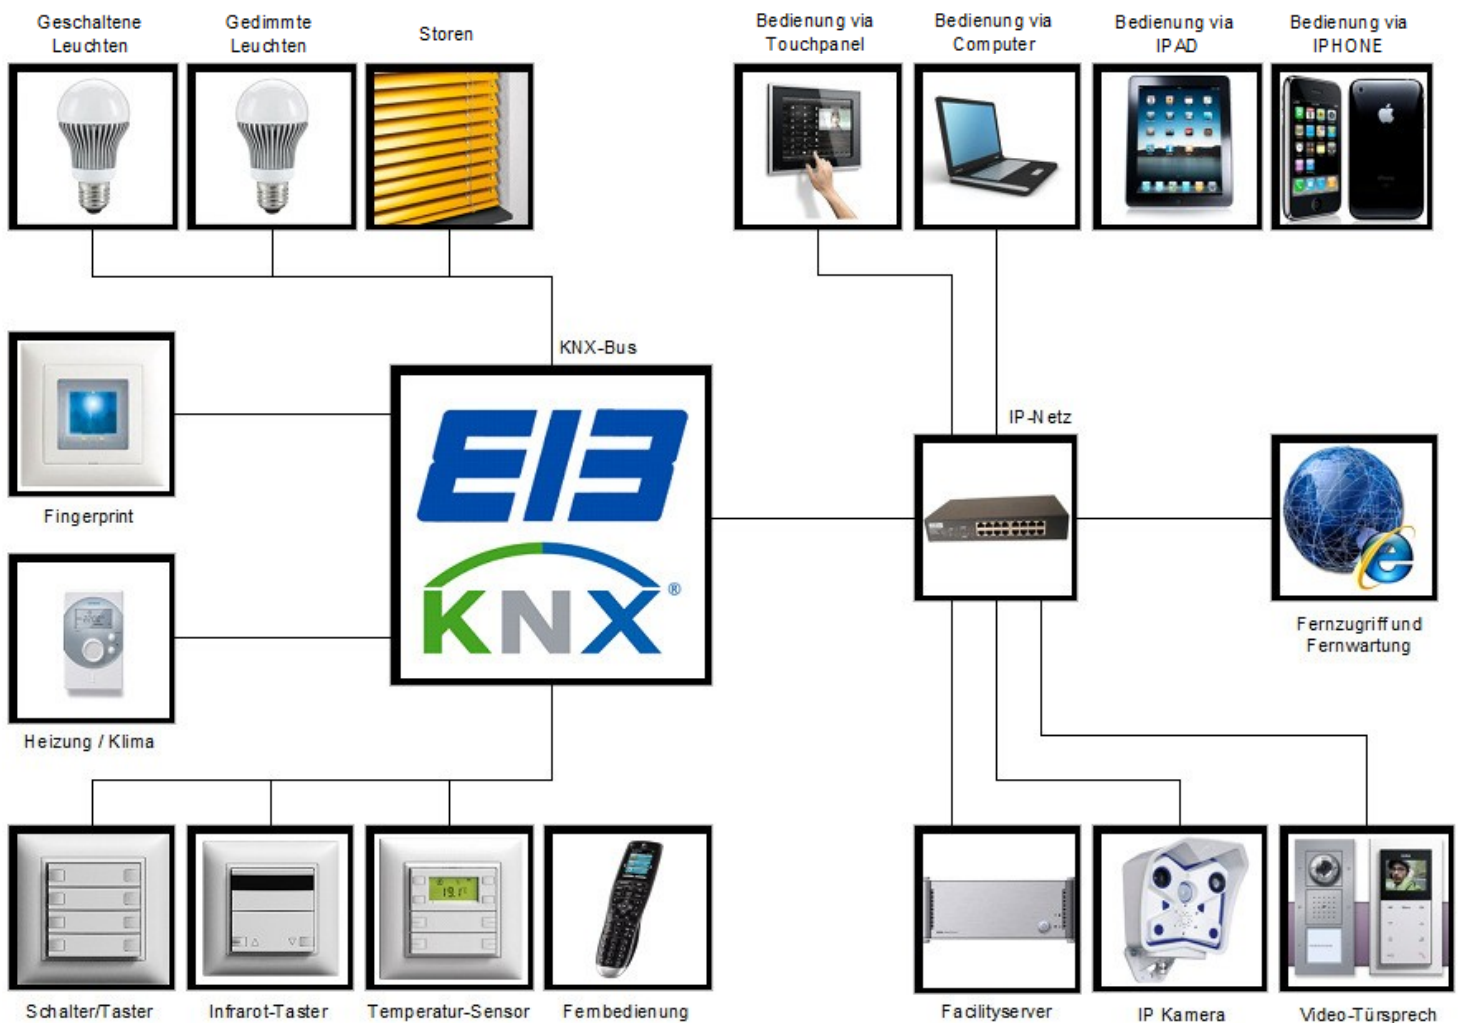 Geschaltene
Leuchten
Gedimmte
Leuchten
Storen
Bedienung via
Touchpanel
Bedienung via
Computer
Bedienung via
IPAD
Bedienung via
IPHONE
KNX-Bus
EIB
KNX®
IP-Netz
Fingerprint
Fernzugriff und
Fernwartung
Heizung / Klima
19.1°
Schalter/Taster
Infrarot-Taster
Temperatur-Sensor
Fernbedienung
Facilityserver
IP Kamera
Video-Türsprech